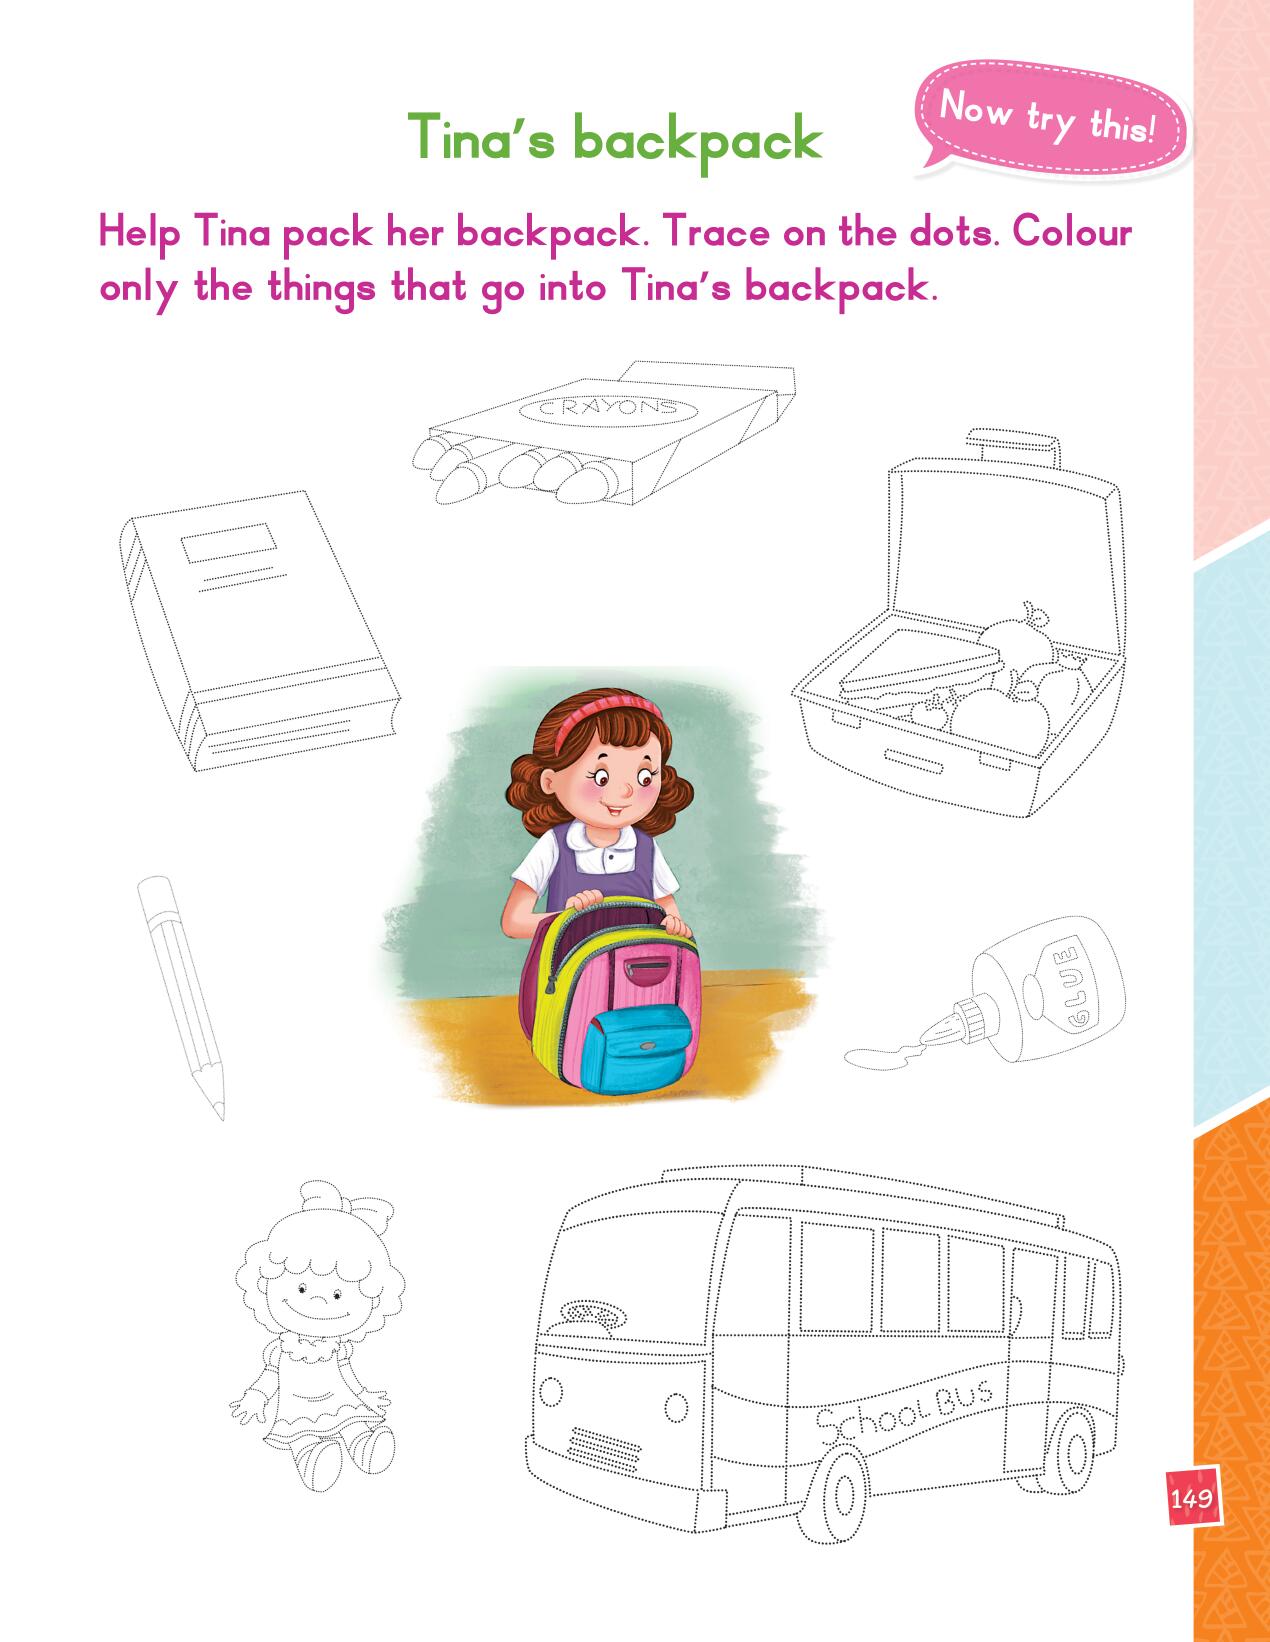 Now try this!
Tina's backpack
Help Tina pack her backpack. Trace on the dots. Colour
only the things that go into Tina's backpack.
CRAYONS
GLUE
School Bus
149